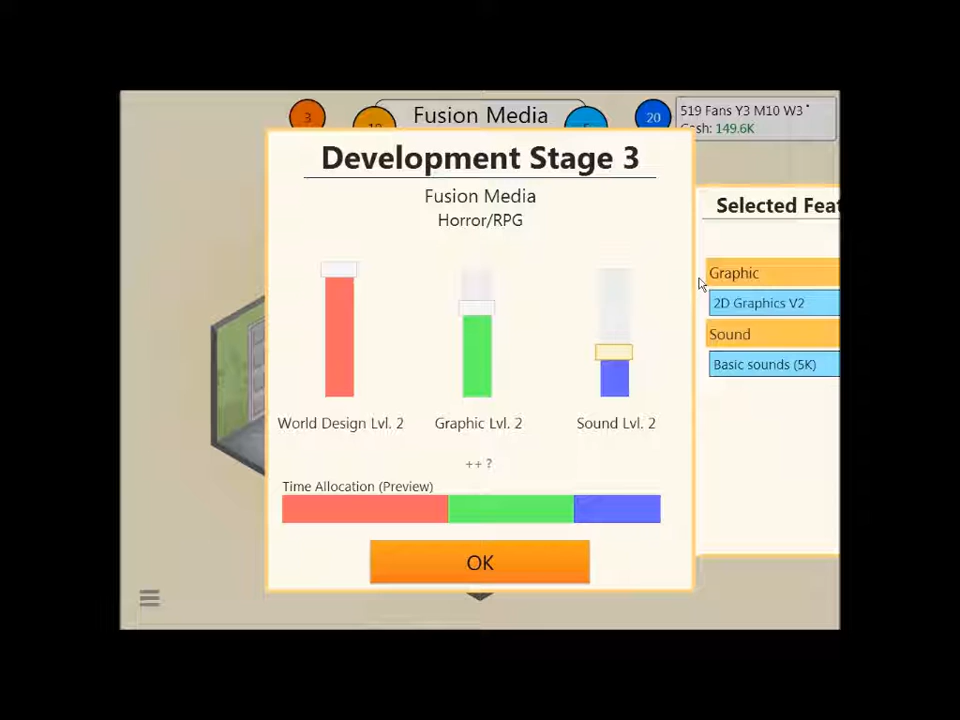 3
Fusion Media
20
519 Fans Y3 M10 W3
Cash: 149.6K
Development Stage 3
Fusion Media
Horror/RPG
Selected Feat
Graphic
2D Graphics V2
Sound
Basic sounds (5K)
World Design Lvl. 2
Graphic Lvl. 2
Sound Lvl. 2
++ ?
Time Allocation (Preview)
OK